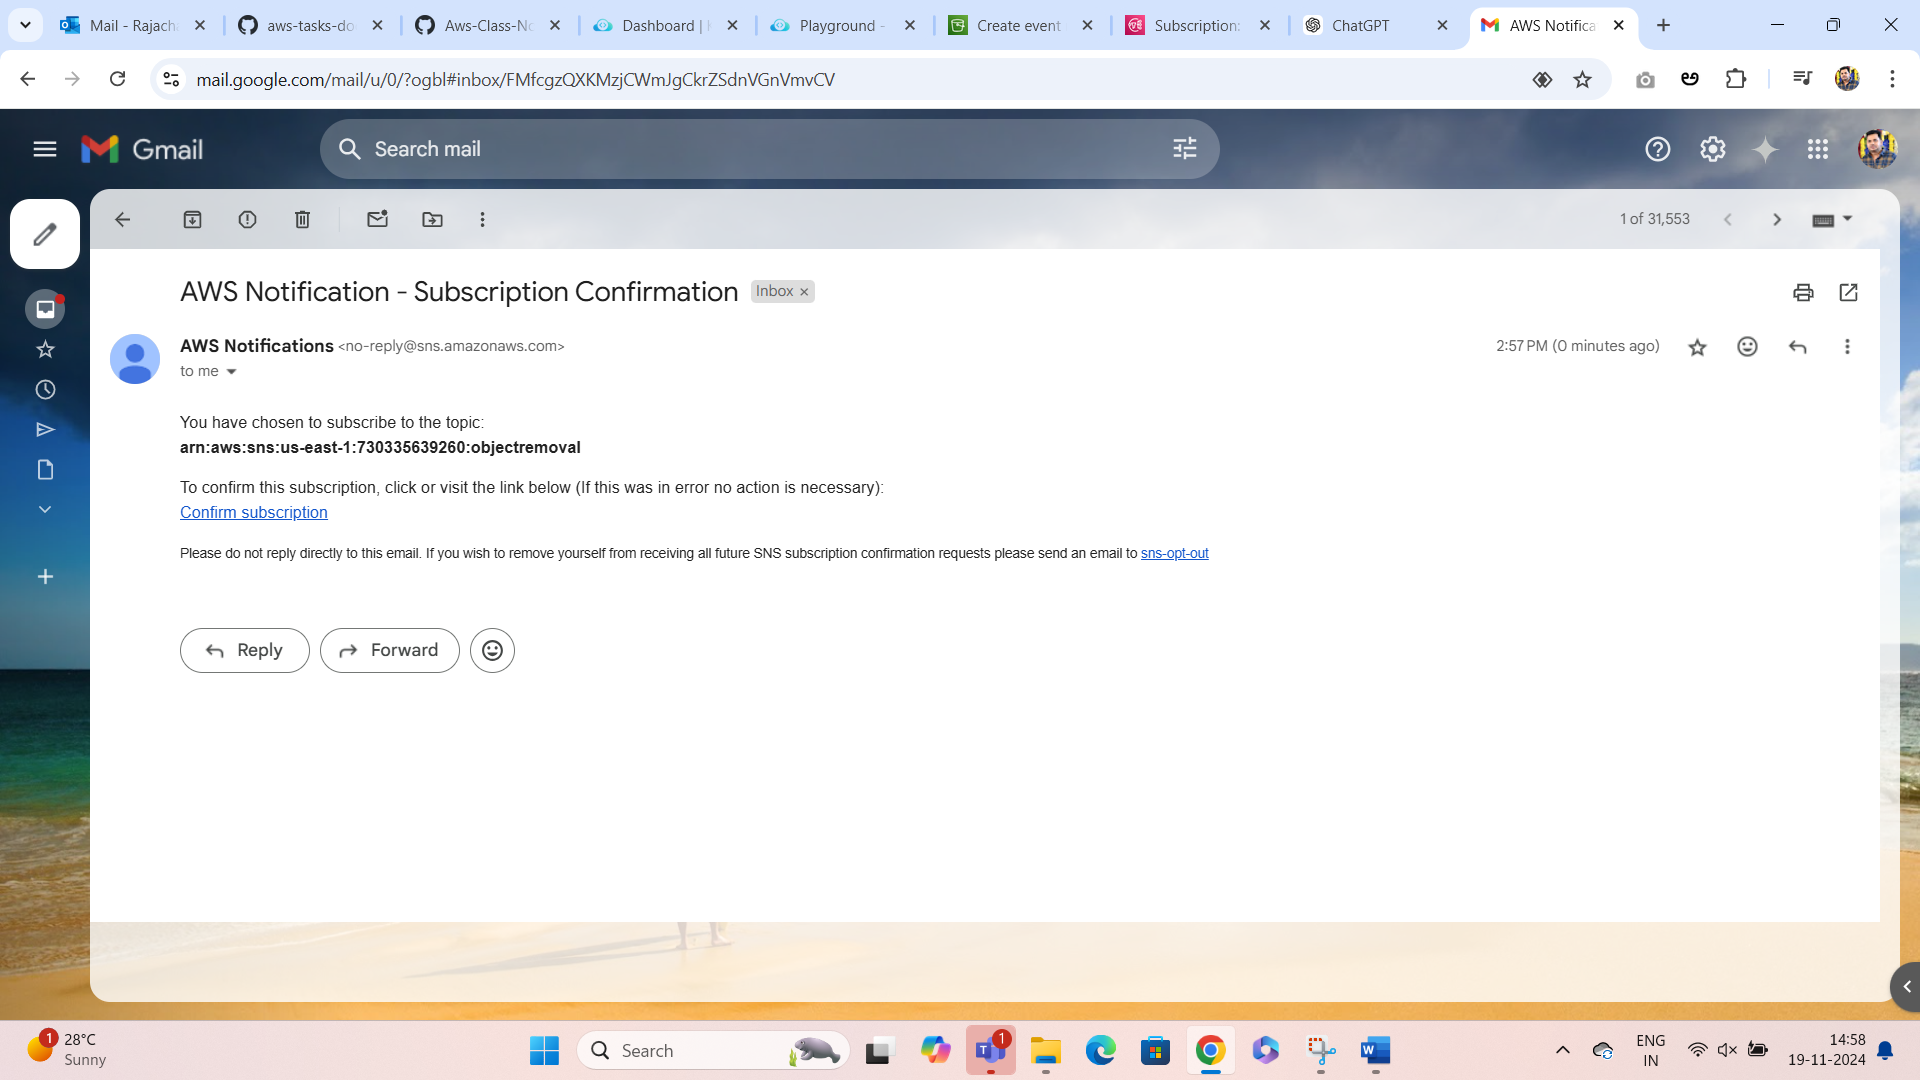 Mail - Rajach
aws-tasks-do
Aws-Class-No
Dashboard |
Playground -
Create event
Subscription:
ChatGPT
AWS Notifica
mail.google.com/mail/u/0/?ogbl#inbox/FMfcgzQXKMzjCWmJgCkrZSdnVGnVmvCV
Gmail
Search mail
1 of 31,553
AWS Notification - Subscription Confirmation Inbox
AWS Notifications <no-reply@sns.amazonaws.com>
2:57 PM (0 minutes ago)
to me
You have chosen to subscribe to the topic:
arn:aws:sns:us-east-1:730335639260:objectremoval
To confirm this subscription, click or visit the link below (If this was in error no action is necessary):
Confirm subscription
Please do not reply directly to this email. If you wish to remove yourself from receiving all future SNS subscription confirmation requests please send an email to sns-opt-out
Reply
Forward
1
28°C
Sunny
Search
1
ENG
IN
14:58
19-11-2024